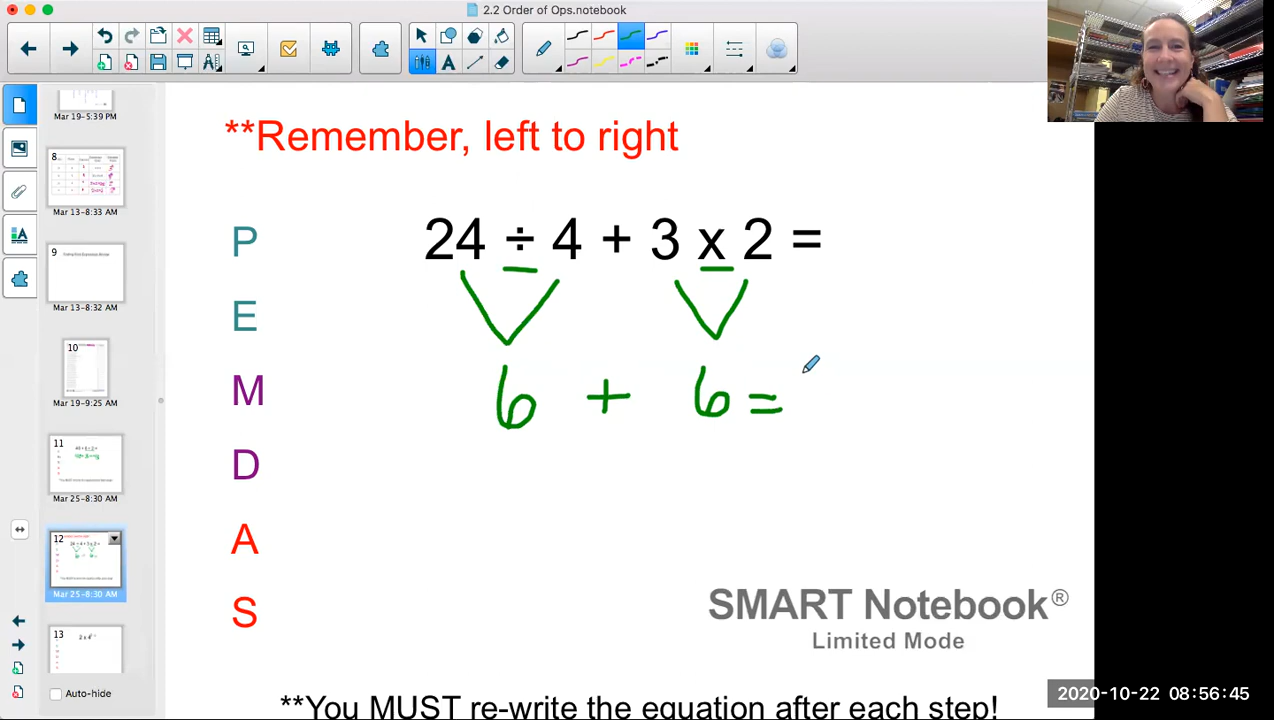 2.2 Order of Ops.notebook
Mar 19-5:39 PM
8
Mar 13-8:33 AM
9
Mar 13-8:32 AM
10
Mar 19-9:25 AM
11
Mar 25-8:30 AM
12
Mar 25-8:30 AM
13
Auto-hide
**Remember, left to right
24 ÷ 4 + 3 x 2 =
6 + 6 =
P
E
M
D
A
S
SMART Notebook®
Limited Mode
**You MUST re-write the equation after each step!
2020-10-22 08:56:45